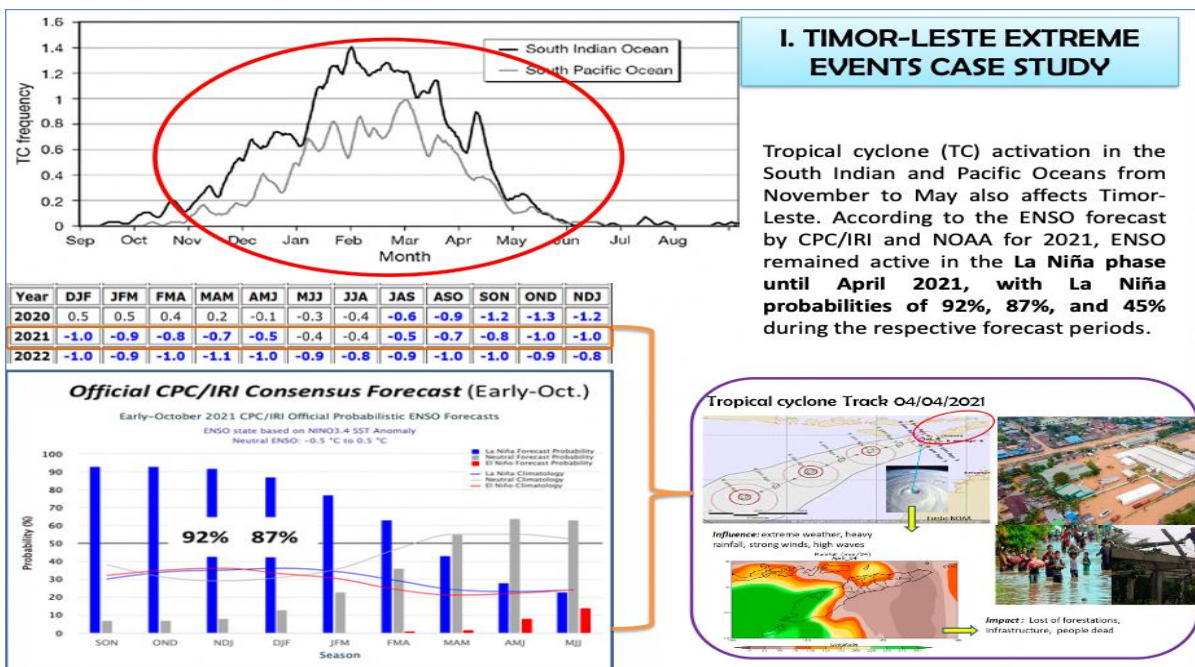 I. TIMOR-LESTE EXTREME
EVENTS CASE STUDY
1.6
1.4
1.2
1
0.8
0.6
0.4
0.2
0
TC frequency
South Indian Ocean
South Pacific Ocean
Sep Oct Nov Dec Jan Feb Mar Apr May Jun Jul Aug
Month
Tropical cyclone (TC) activation in the
South Indian and Pacific Oceans from
November to May also affects Timor-
Leste. According to the ENSO forecast
by CPC/IRI and NOAA for 2021, ENSO
remained active in the La Niña phase
until April 2021, with La Niña
probabilities of 92%, 87%, and 45%
during the respective forecast periods.
Year DJF JFM FMA MAM AMJ MJJ JJA JAS ASO SON OND NDJ
2020 0.5 0.5 0.4 0.2 -0.1 -0.3 -0.4 -0.6 -0.9 -1.2 -1.3 -1.2
2021 -1.0 -0.9 -0.8 -0.7 -0.5 -0.4 -0.4 -0.5 -0.7 -0.8 -1.0 -1.0
2022 -1.0 -0.9 -1.0 -1.1 -1.0 -0.9 -0.8 -0.9 -1.0 -1.0 -0.9 -0.8
Official CPC/IRI Consensus Forecast (Early-Oct.)
Early-October 2021 CPC/IRI Official Probabilistic ENSO Forecasts
ENSO state based on NINO3.4 SST Anomaly
Neutral ENSO: -0.5 °C to 0.5 °C
La Niña Forecast Probability
Neutral Forecast Probability
El Niño Forecast Probability
La Niña Climatology
Neutral Climatology
El Niño Climatology
100
90
80
70
60
50
40
30
20
10
0
Probability (%)
92% 87%
SON OND NDJ DJF JFM FMA MAM AMJ MJJ
Season
Tropical cyclone Track 04/04/2021
Fonte NOAA
Influence: extreme weather, heavy
rainfall, strong winds, high waves
April_04
Longitude
Impact : Lost of forestations,
infrastructure, people dead